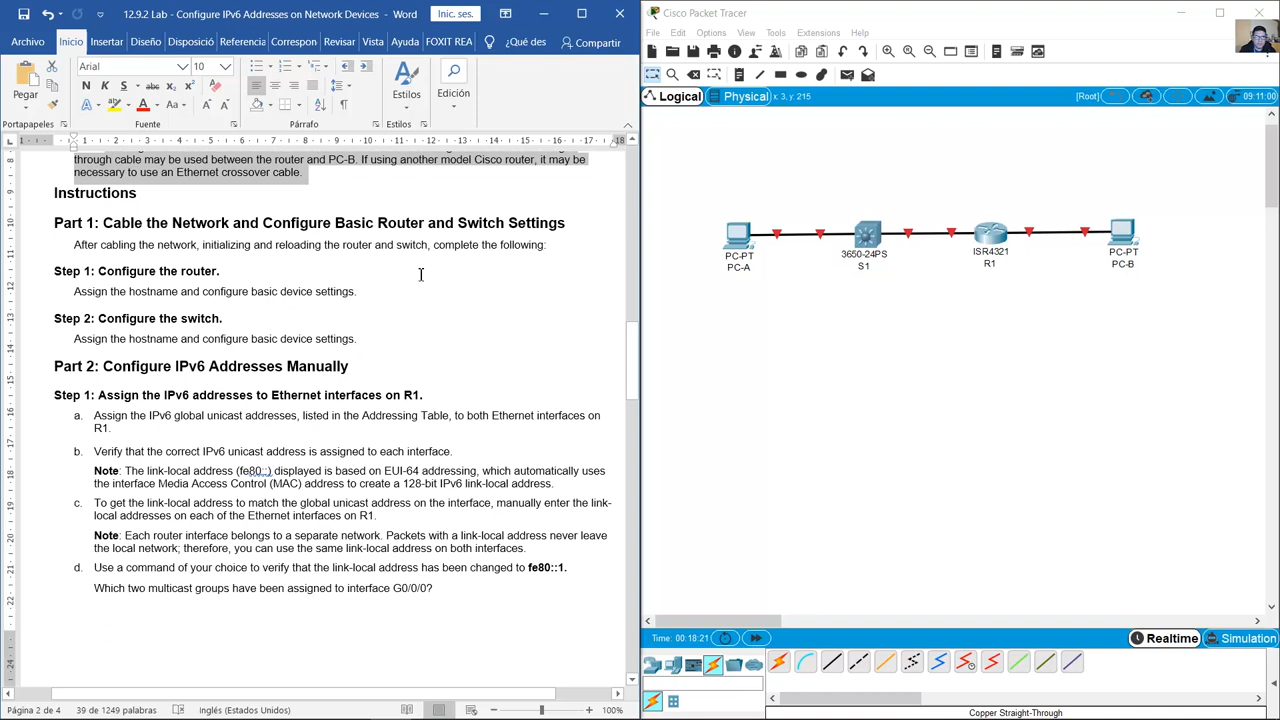 12.9.2 Lab - Configure IPv6 Addresses on Network Devices - Word
Inic. ses.
Cisco Packet Tracer
Archivo
Inicio
Insertar
Diseño
Disposició
Referencia
Correspon
Revisar
Vista
Ayuda
FOXIT REA
¿Qué des
Compartir
File Edit Options View Tools Extensions Help
Arial
10
Pegar
N K S abc x₂ x²
Estilos
Edición
Portapapeles
Fuente
Párrafo
Estilos
Logical
Physical
x: 3, y: 215
[Root]
09:11:00
through cable may be used between the router and PC-B. If using another model Cisco router, it may be
necessary to use an Ethernet crossover cable.
Instructions
Part 1: Cable the Network and Configure Basic Router and Switch Settings
After cabling the network, initializing and reloading the router and switch, complete the following:
Step 1: Configure the router.
Assign the hostname and configure basic device settings.
Step 2: Configure the switch.
Assign the hostname and configure basic device settings.
Part 2: Configure IPv6 Addresses Manually
Step 1: Assign the IPv6 addresses to Ethernet interfaces on R1.
a. Assign the IPv6 global unicast addresses, listed in the Addressing Table, to both Ethernet interfaces on
R1.
b. Verify that the correct IPv6 unicast address is assigned to each interface.
Note: The link-local address (fe80::) displayed is based on EUI-64 addressing, which automatically uses
the interface Media Access Control (MAC) address to create a 128-bit IPv6 link-local address.
c. To get the link-local address to match the global unicast address on the interface, manually enter the link-
local addresses on each of the Ethernet interfaces on R1.
Note: Each router interface belongs to a separate network. Packets with a link-local address never leave
the local network; therefore, you can use the same link-local address on both interfaces.
d. Use a command of your choice to verify that the link-local address has been changed to fe80::1.
Which two multicast groups have been assigned to interface G0/0/0?
PC-PT
PC-A
3650-24PS
S1
ISR4321
R1
PC-PT
PC-B
Time: 00:18:21
Realtime
Simulation
Copper Straight-Through
Página 2 de 4
39 de 1249 palabras
Inglés (Estados Unidos)
100%